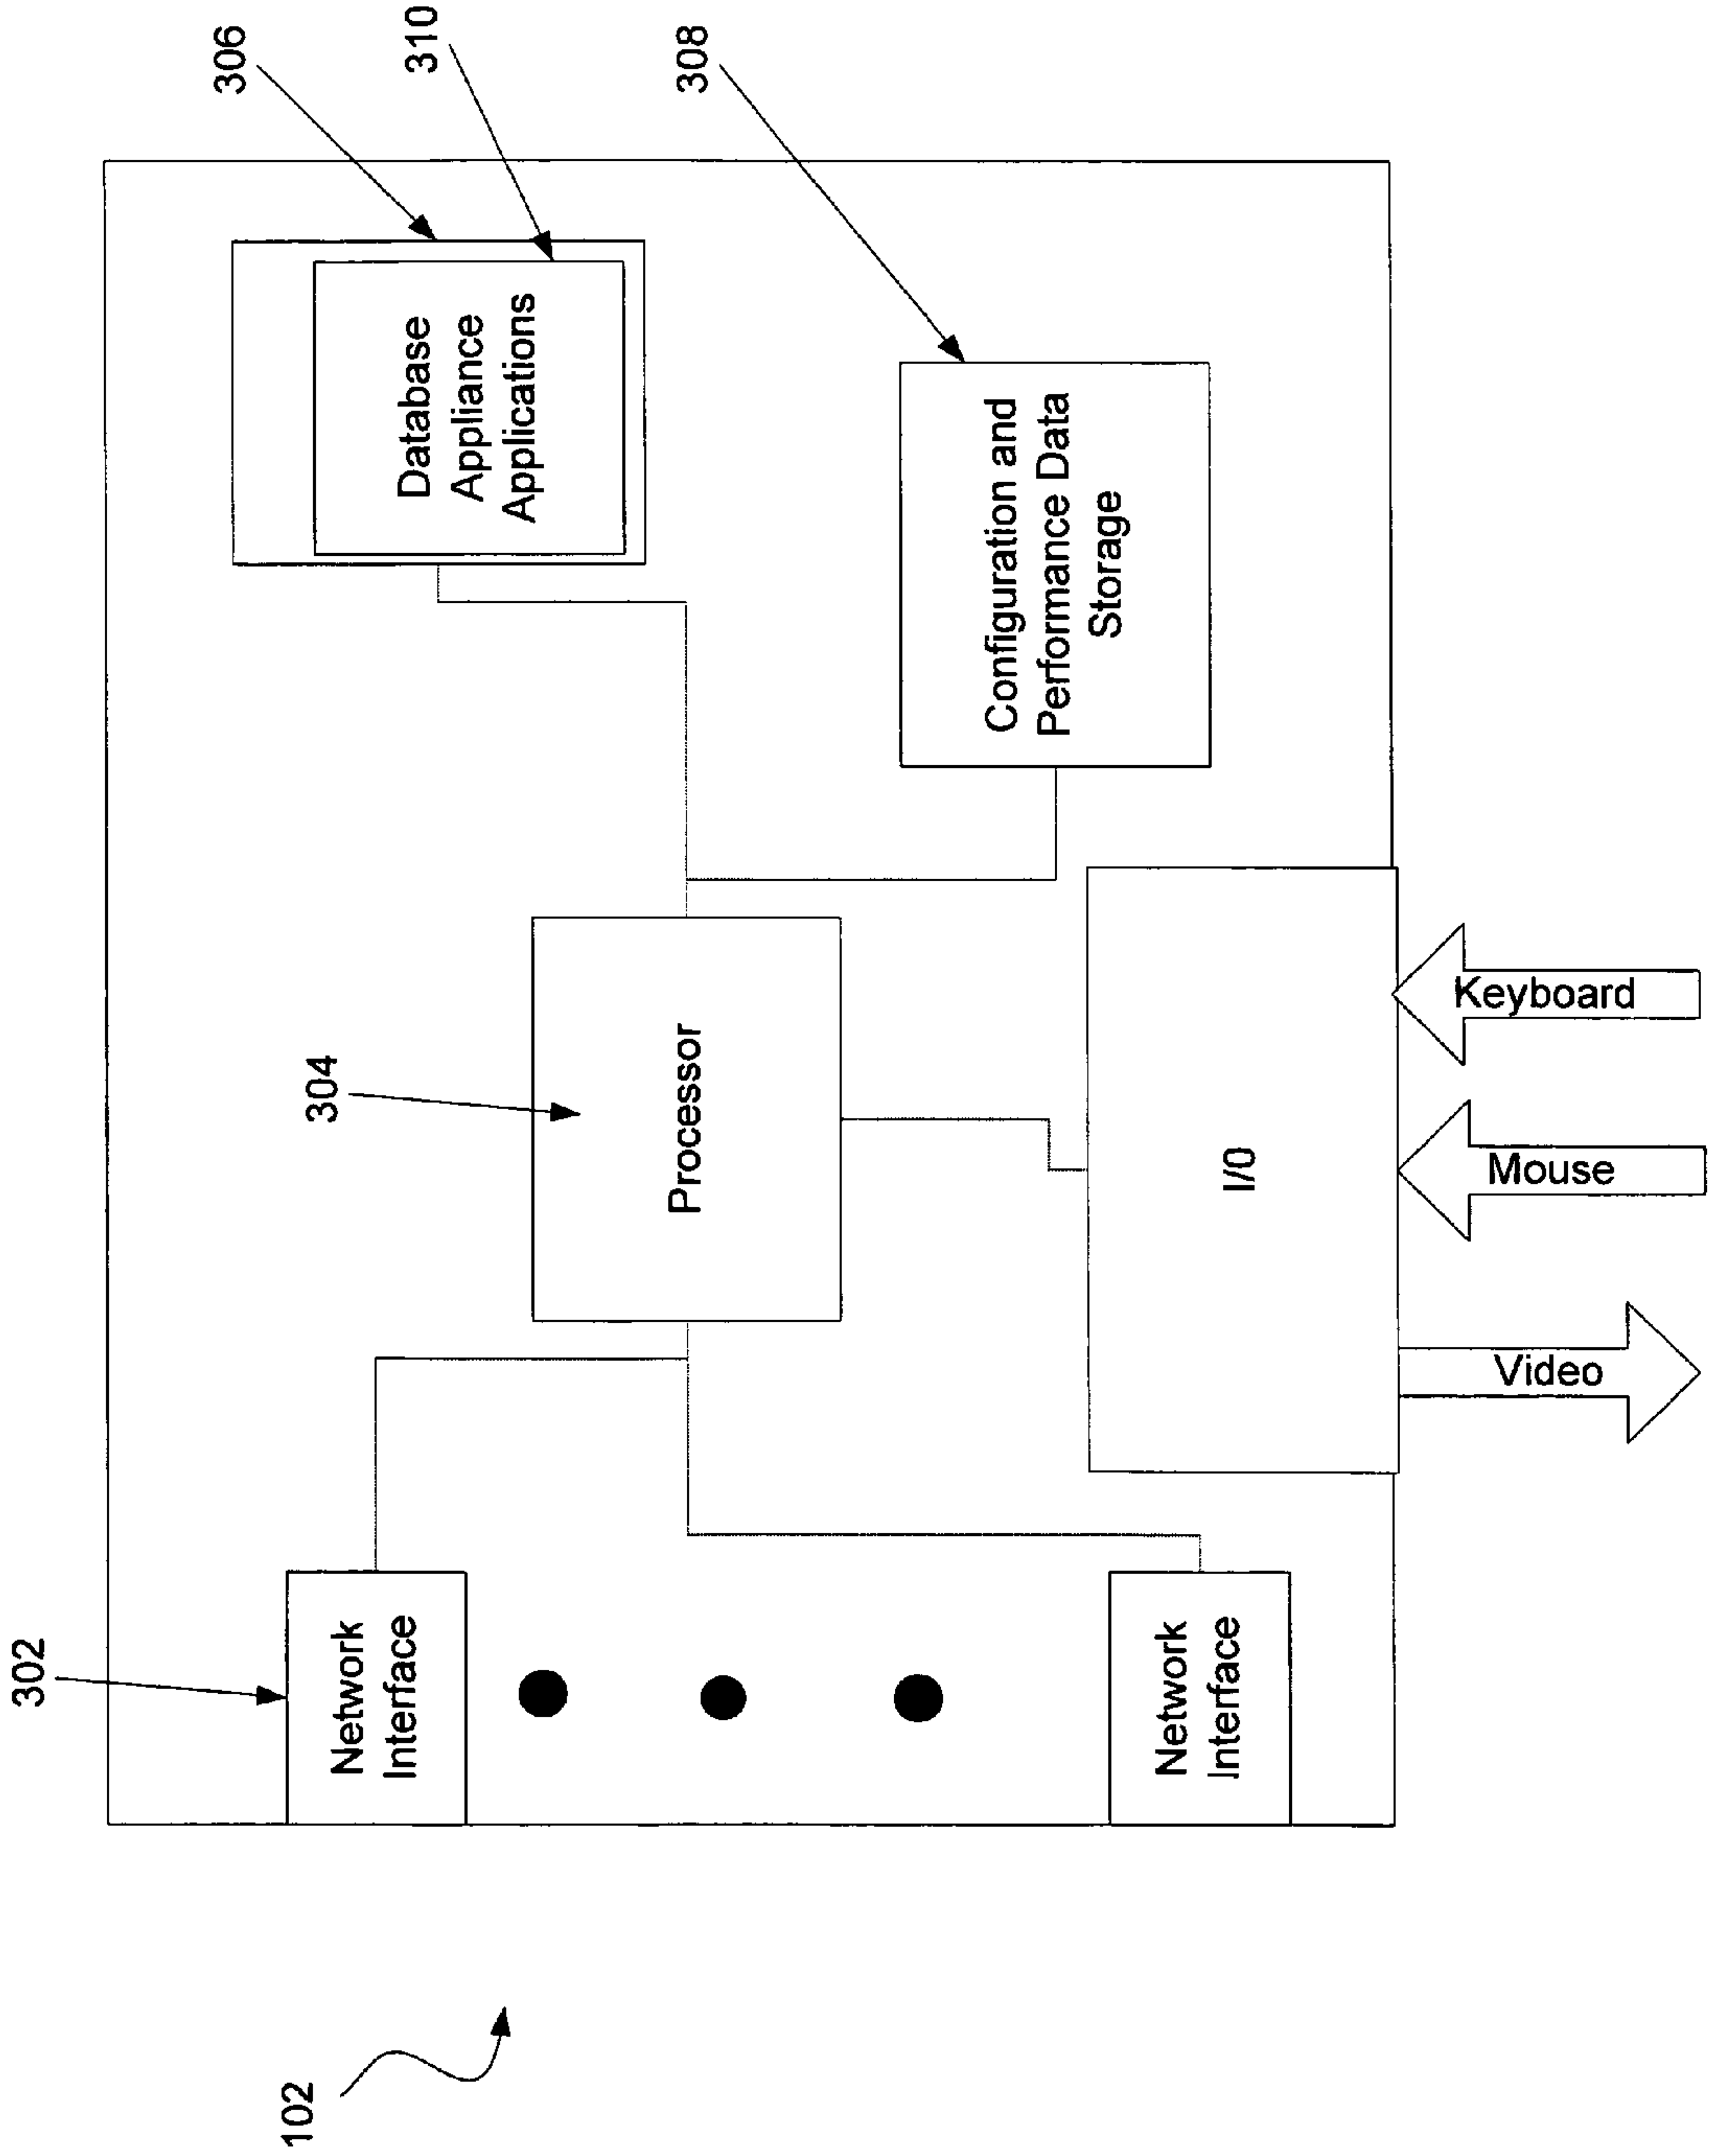 102
302
304
306
310
308
Network
Interface
Database
Appliance
Applications
Processor
Configuration and
Performance Data
Storage
Network
Interface
I/0
Video
Mouse
Keyboard